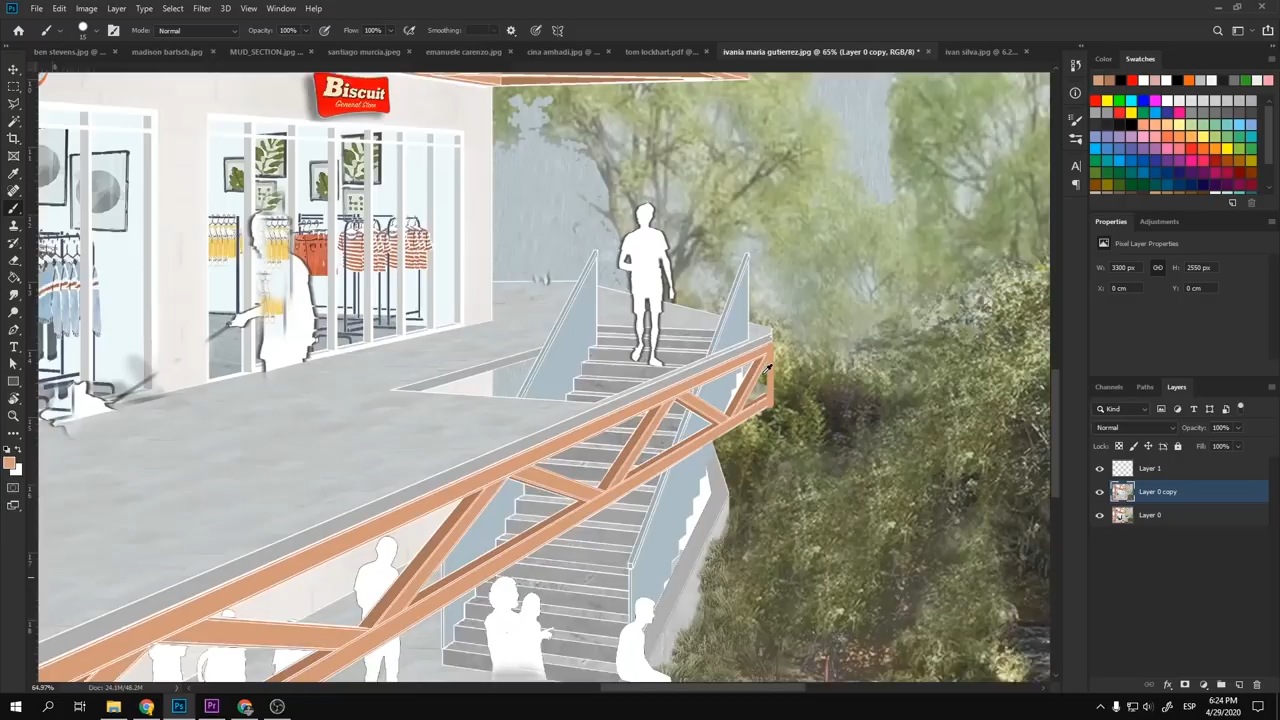 File Edit Image Layer Type Select Filter 3D View Window Help
Mode: Normal Opacity: 100% Flow: 100% Smoothing:
15
ben stevens.jpg @ ... × madison bartsch.jpg × MUD_SECTION.jpg × santiago murcia.jpeg × emanuele carenzo.jpg × cina amhadi.jpg @ ... × tom lockhart.pdf @ ... × ivania maria gutierrez.jpg @ 65% (Layer 0 copy, RGB/8) * × ivan silva.jpg @ 6.2... ×
Biscuit
General Store
Color Swatches
Properties Adjustments
Pixel Layer Properties
W: 3300 px H: 2550 px
X: 0 cm Y: 0 cm
Channels Paths Layers
Kind
Normal Opacity: 100%
Lock: Fill: 100%
Layer 1
Layer 0 copy
Layer 0
64.97% Doc: 24.1M/48.2M
ESP
6:24 PM
4/29/2020